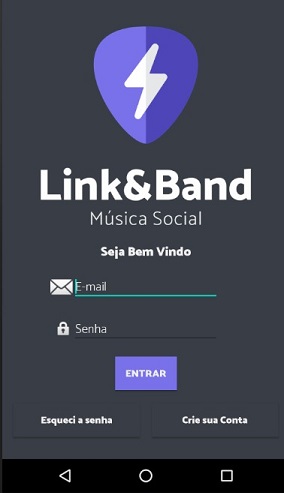 Link&Band
Música Social
Seja Bem Vindo
E-mail
Senha
ENTRAR
Esqueci a senha
Crie sua Conta